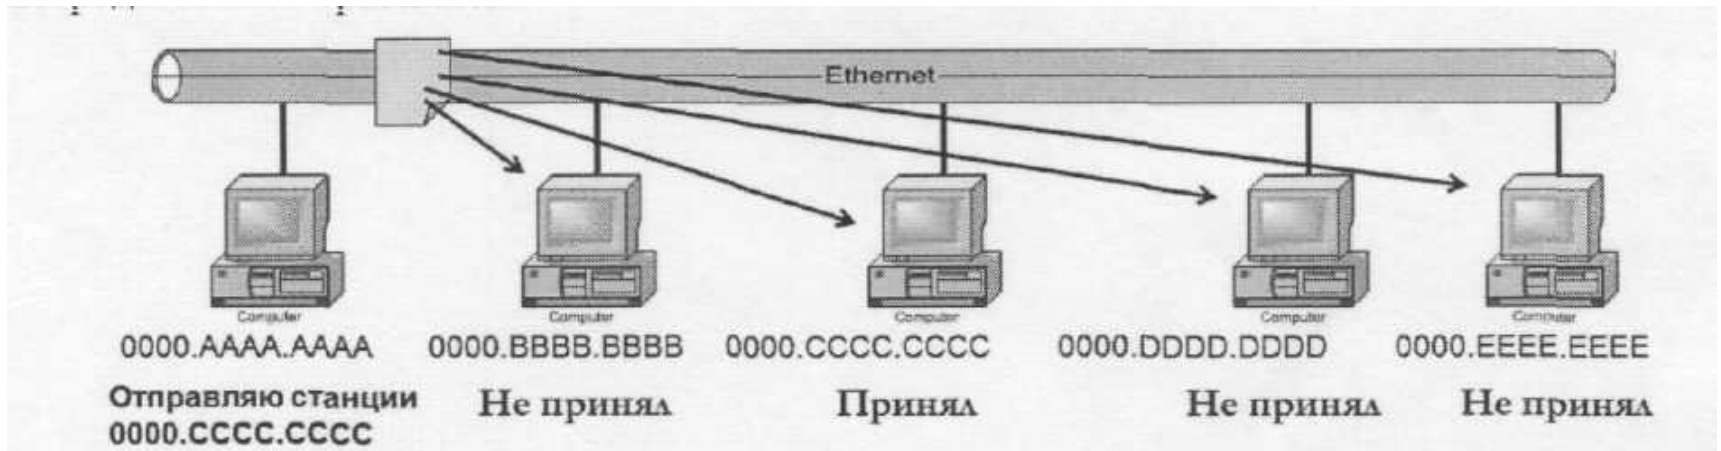 Ethernet
Computer Computer Computer Computer Computer
0000.AAAA.AAAA 0000.BBBB.BBBB 0000.CCCC.CCCC 0000.DDDD.DDDD 0000.EEEE.EEEE
Отправляю станции Не принял Принял Не принял Не принял
0000.CCCC.CCCC